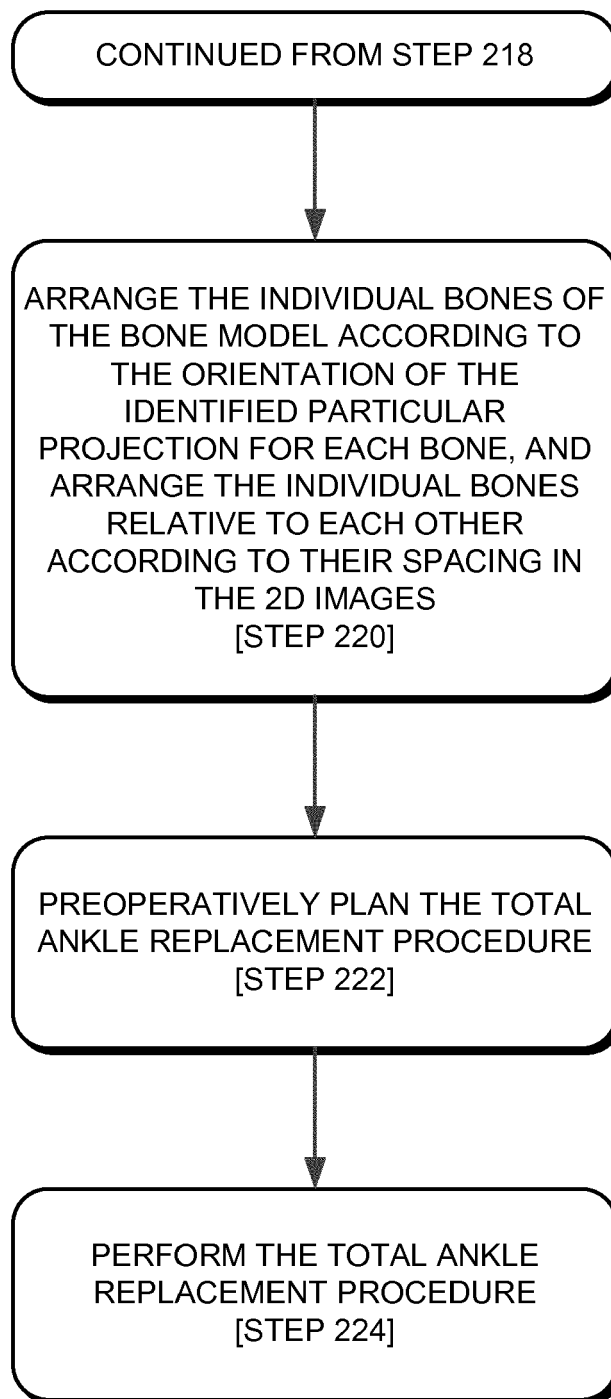 CONTINUED FROM STEP 218
ARRANGE THE INDIVIDUAL BONES OF
THE BONE MODEL ACCORDING TO
THE ORIENTATION OF THE
IDENTIFIED PARTICULAR
PROJECTION FOR EACH BONE, AND
ARRANGE THE INDIVIDUAL BONES
RELATIVE TO EACH OTHER
ACCORDING TO THEIR SPACING IN
THE 2D IMAGES
[STEP 220]
PREOPERATIVELY PLAN THE TOTAL
ANKLE REPLACEMENT PROCEDURE
[STEP 222]
PERFORM THE TOTAL ANKLE
REPLACEMENT PROCEDURE
[STEP 224]